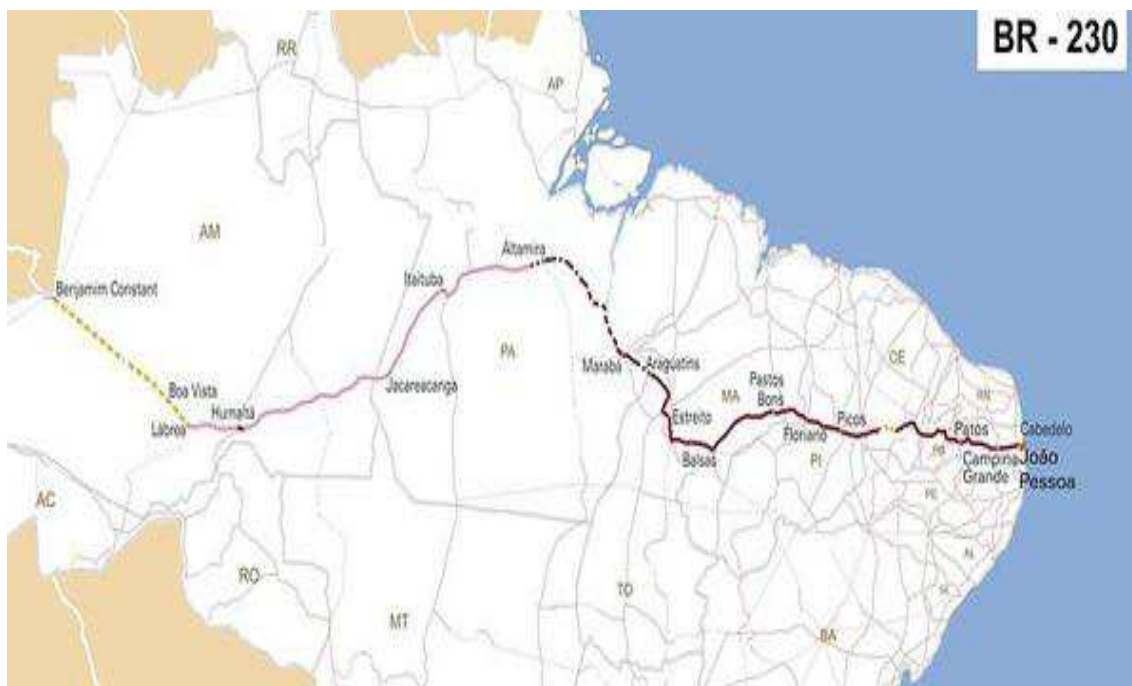 BR - 230
RR
AP
AM
Altamira
Itaituba
Benjamim Constant
PA
CE
Marabá
Araguatins
Jacareacanga
Boa Vista
MA
Pastos
Bons
RN
Humaitá
Estreito
Lábrea
Picos
Patos
Cabedelo
Floriano
Balsas
PI
PB
Campina
Grande
João
Pessoa
AC
PE
AL
RO
TO
MT
BA